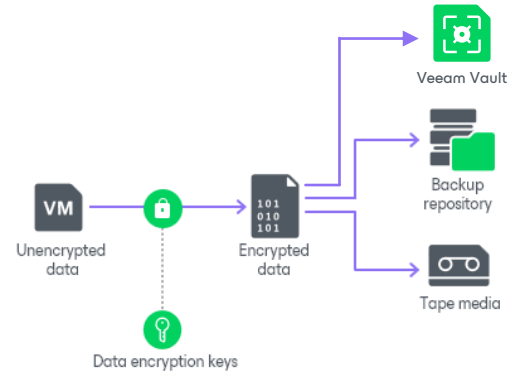 Veeam Vault
Backup
repository
VM
Unencrypted
data
101
010
101
Encrypted
data
Tape media
Data encryption keys